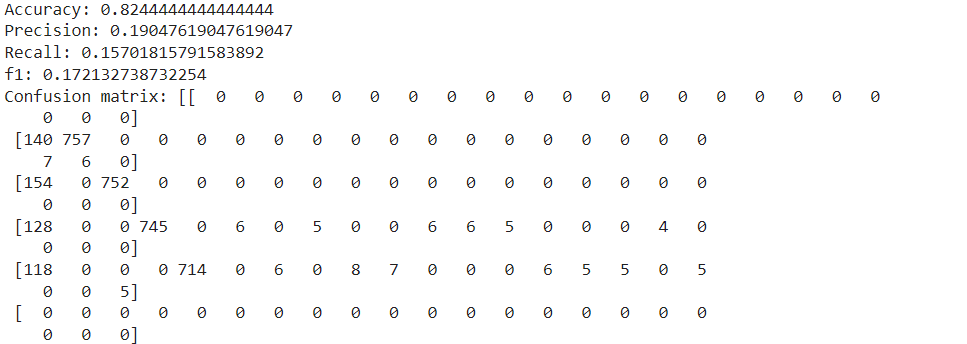 Accuracy: 0.8244444444444444
Precision: 0.19047619047619047
Recall: 0.15701815791583892
f1: 0.172132738732254
Confusion matrix: [[  0   0   0   0   0   0   0   0   0   0   0   0   0   0   0   0   0   0
    0   0   0]
 [140 757   0   0   0   0   0   0   0   0   0   0   0   0   0   0   0   0
    7   6   0]
 [154   0 752   0   0   0   0   0   0   0   0   0   0   0   0   0   0   0
    0   0   0]
 [128   0   0 745   0   6   0   5   0   0   6   6   5   0   0   0   4   0
    0   0   0]
 [118   0   0   0 714   0   6   0   8   7   0   0   0   6   5   5   0   5
    0   0   5]
 [  0   0   0   0   0   0   0   0   0   0   0   0   0   0   0   0   0   0
    0   0   0]